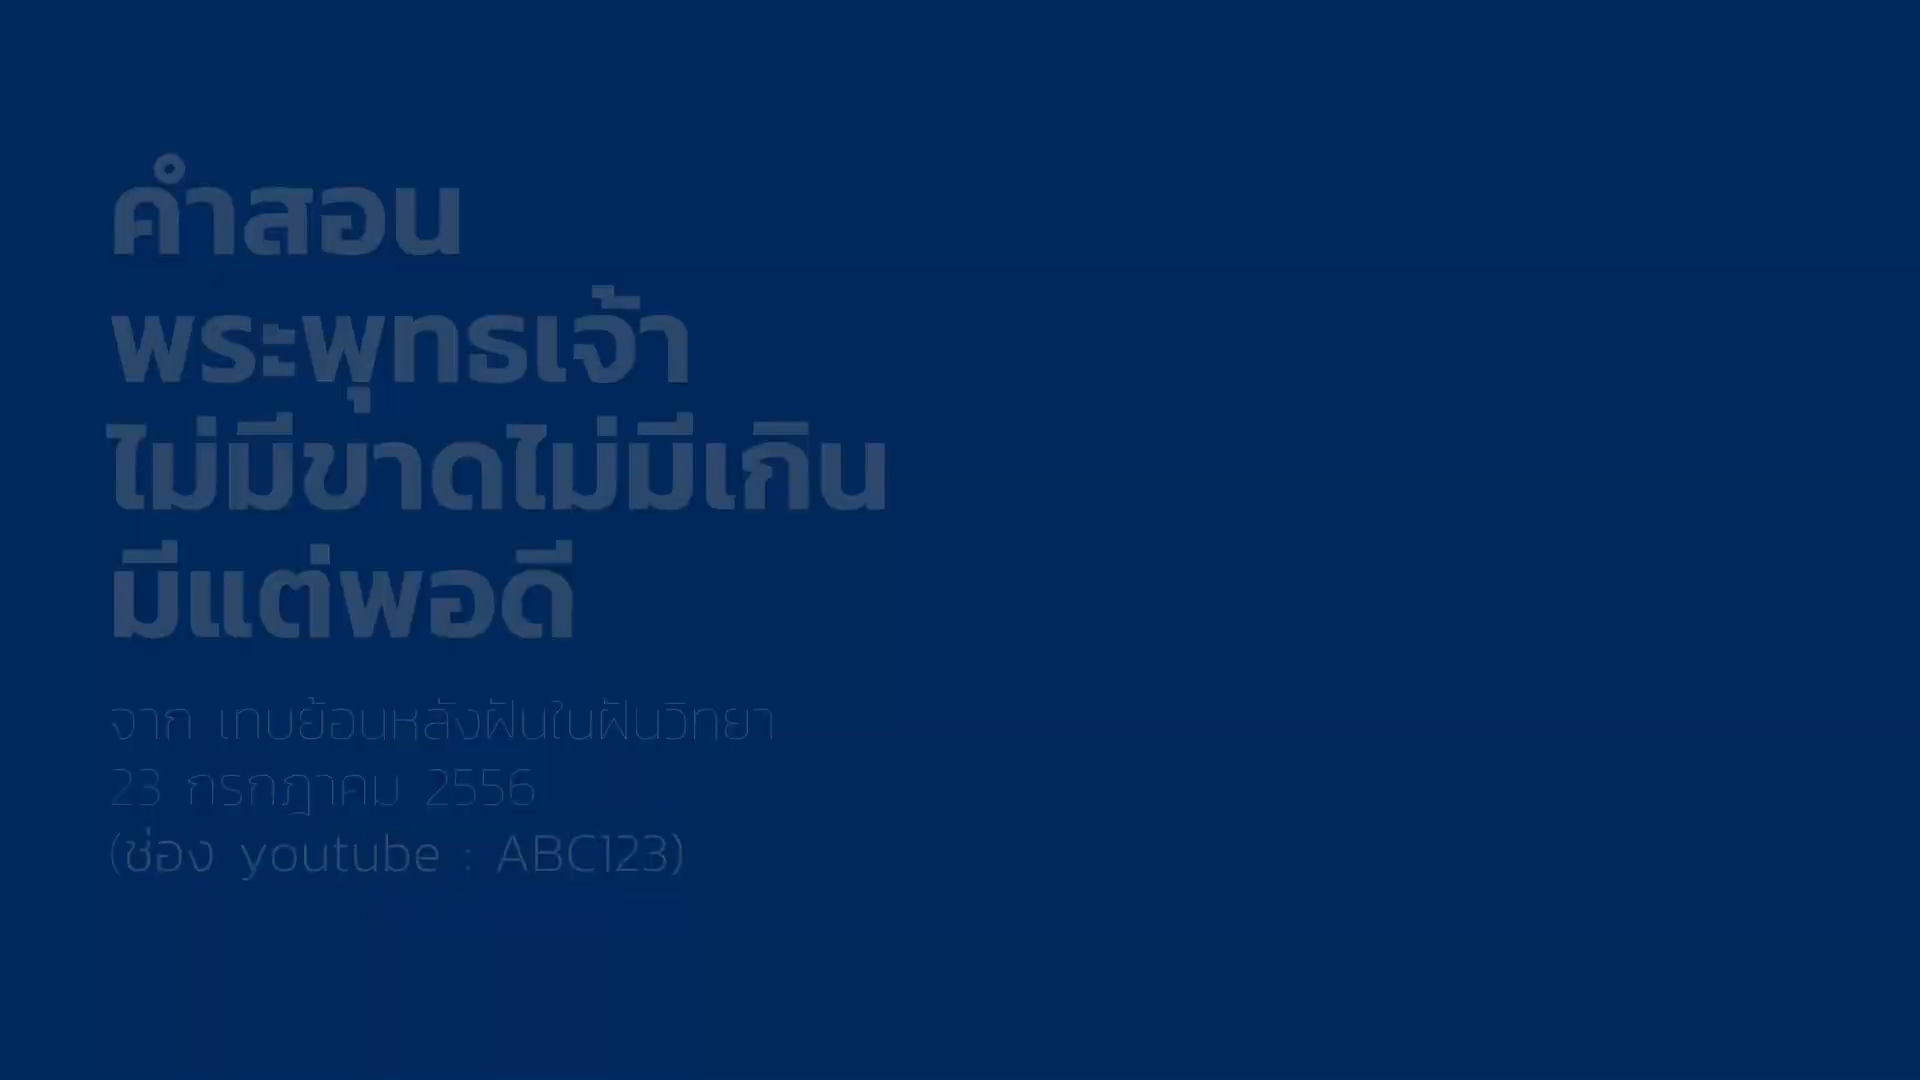 คำสอน
พระพุทธเจ้า
ไม่มีขาดไม่มีเกิน
มีแต่พอดี
จาก เทบย้อนหลังฝันในฝันวิทยา
23 กรกฎาคม 2556
(ช่อง youtube : ABC123)